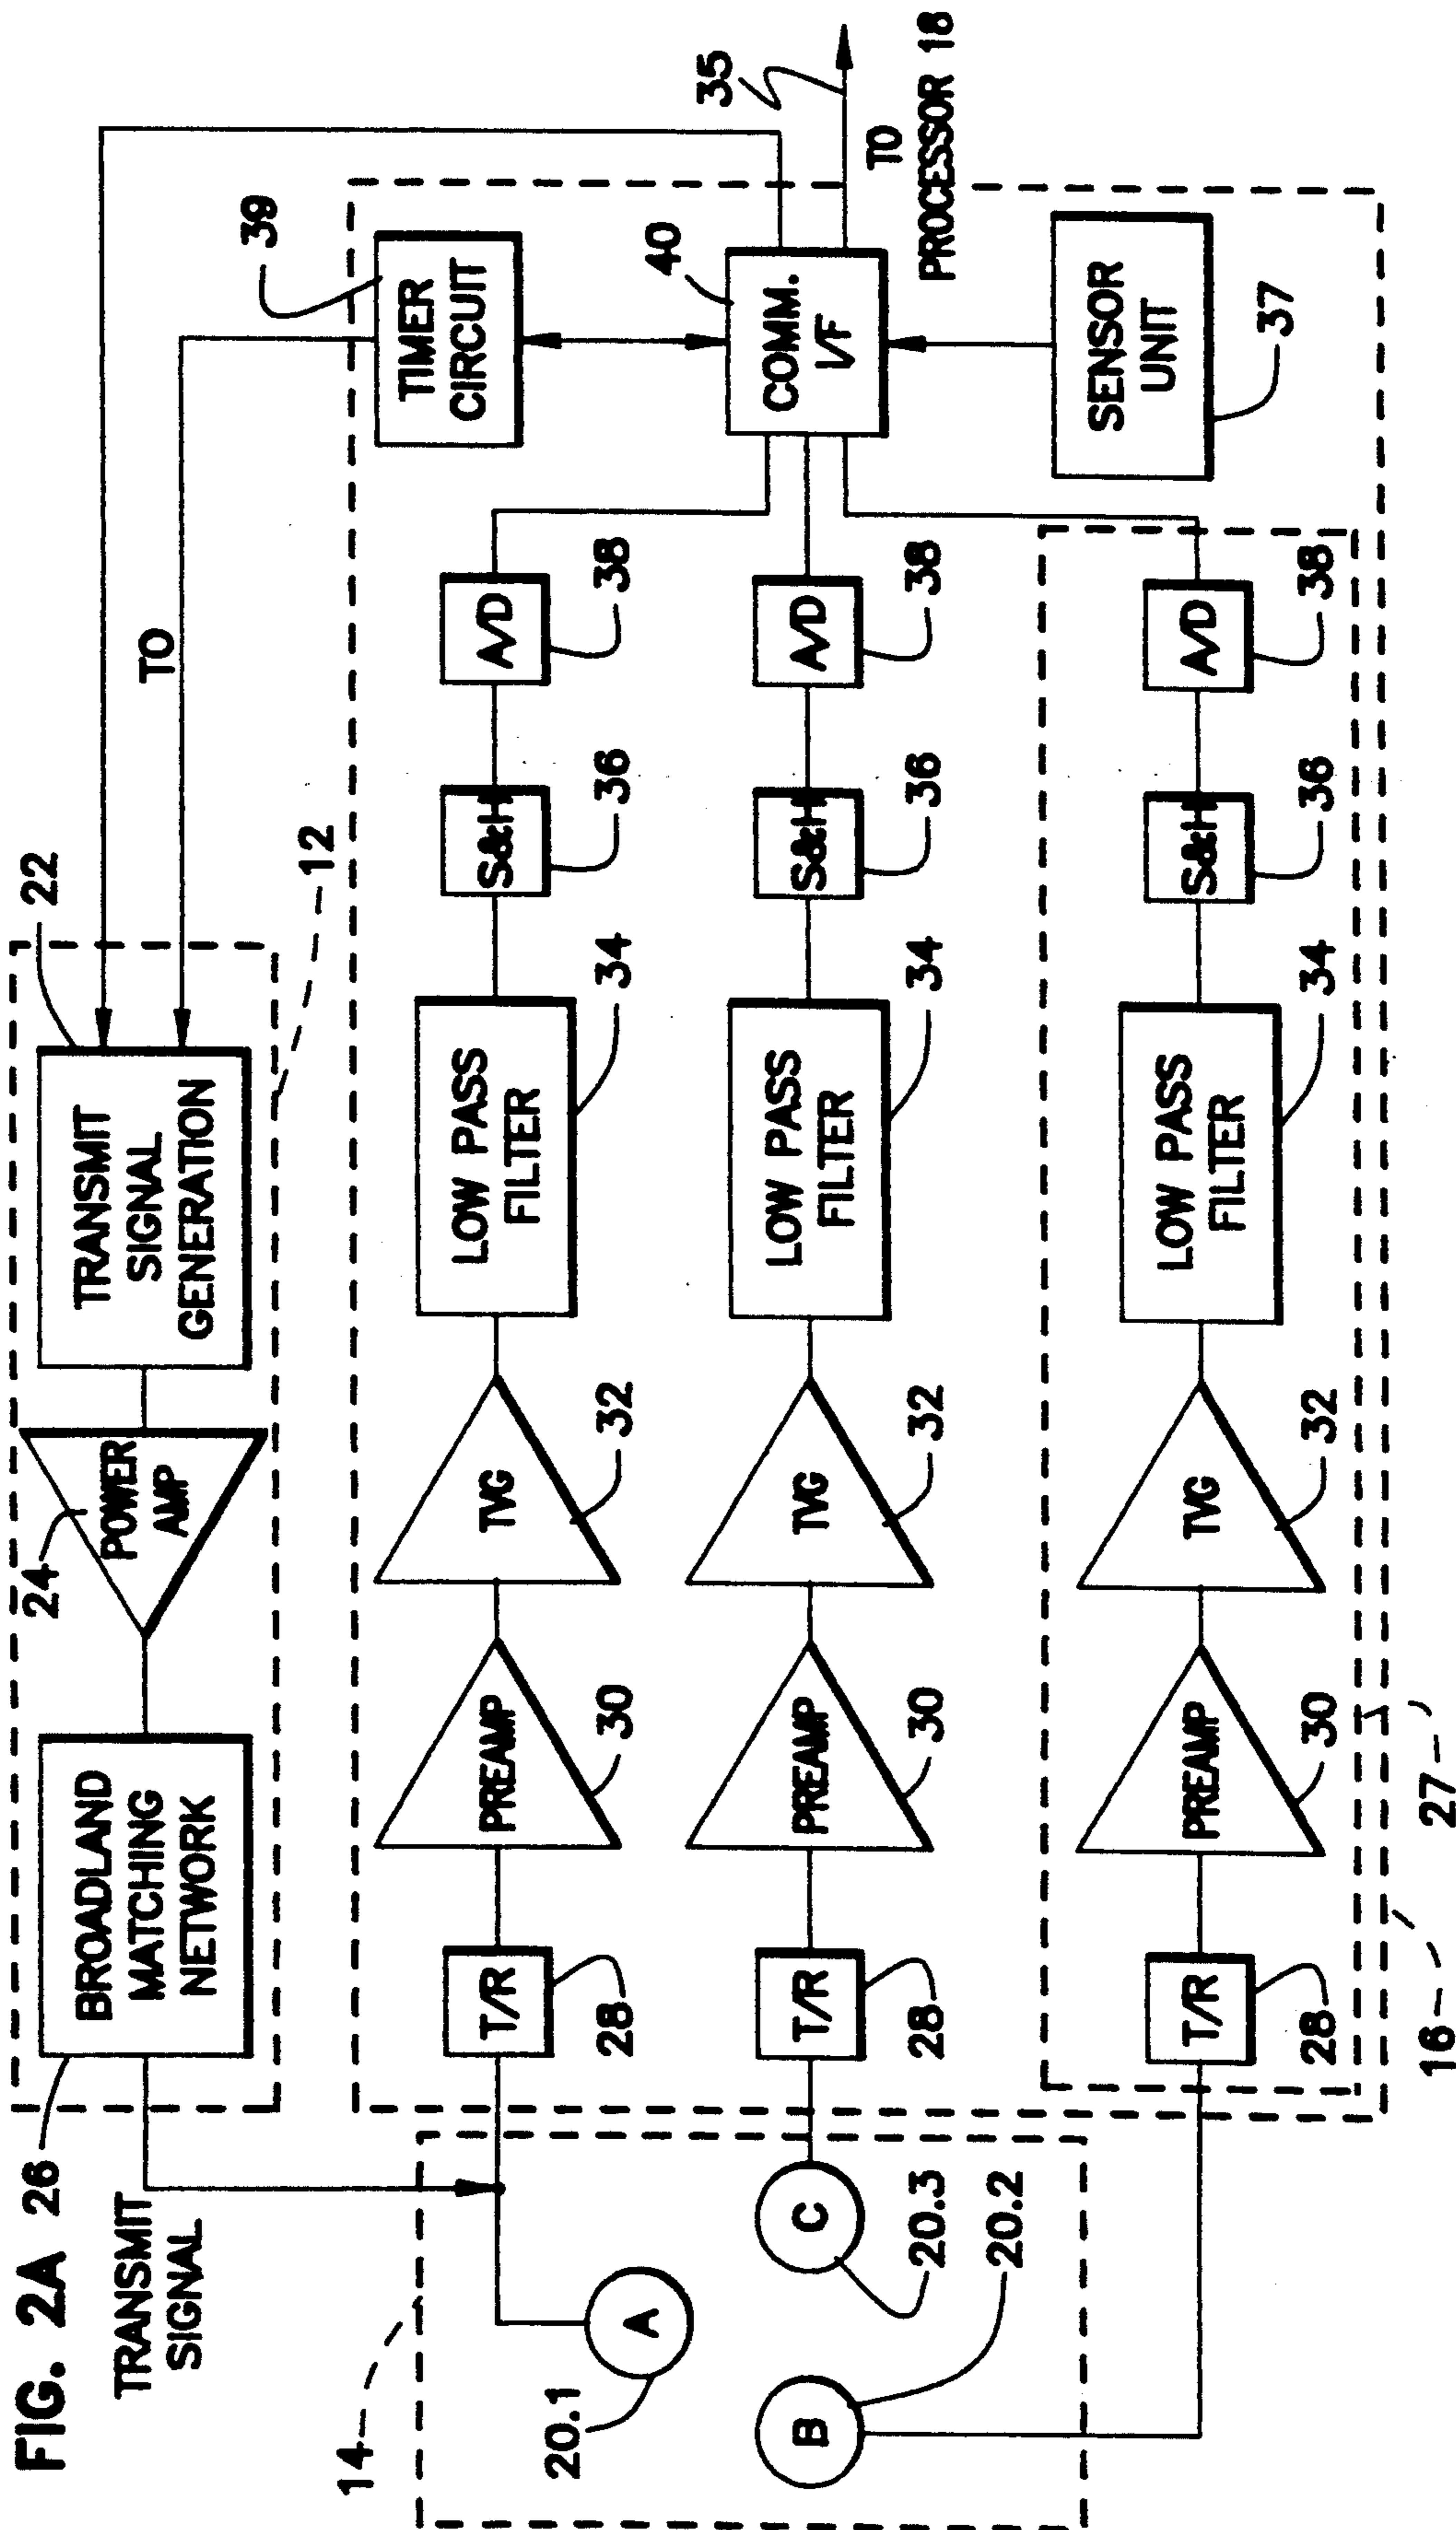 FIG. 2A
26
24
22
BROADLAND
MATCHING
NETWORK
POWER
AMP
TRANSMIT
SIGNAL
GENERATION
TRANSMIT
SIGNAL
12
TO
39
TIMER
CIRCUIT
14
20.1
A
T/R
28
PREAMP
30
TVG
32
LOW PASS
FILTER
34
S&H
36
A/D
38
40
COMM.
I/F
35
TO
PROCESSOR 18
B
C
20.3
20.2
T/R
28
PREAMP
30
TVG
32
LOW PASS
FILTER
34
S&H
36
A/D
38
SENSOR
UNIT
37
T/R
28
PREAMP
30
TVG
32
LOW PASS
FILTER
34
S&H
36
A/D
38
16
27